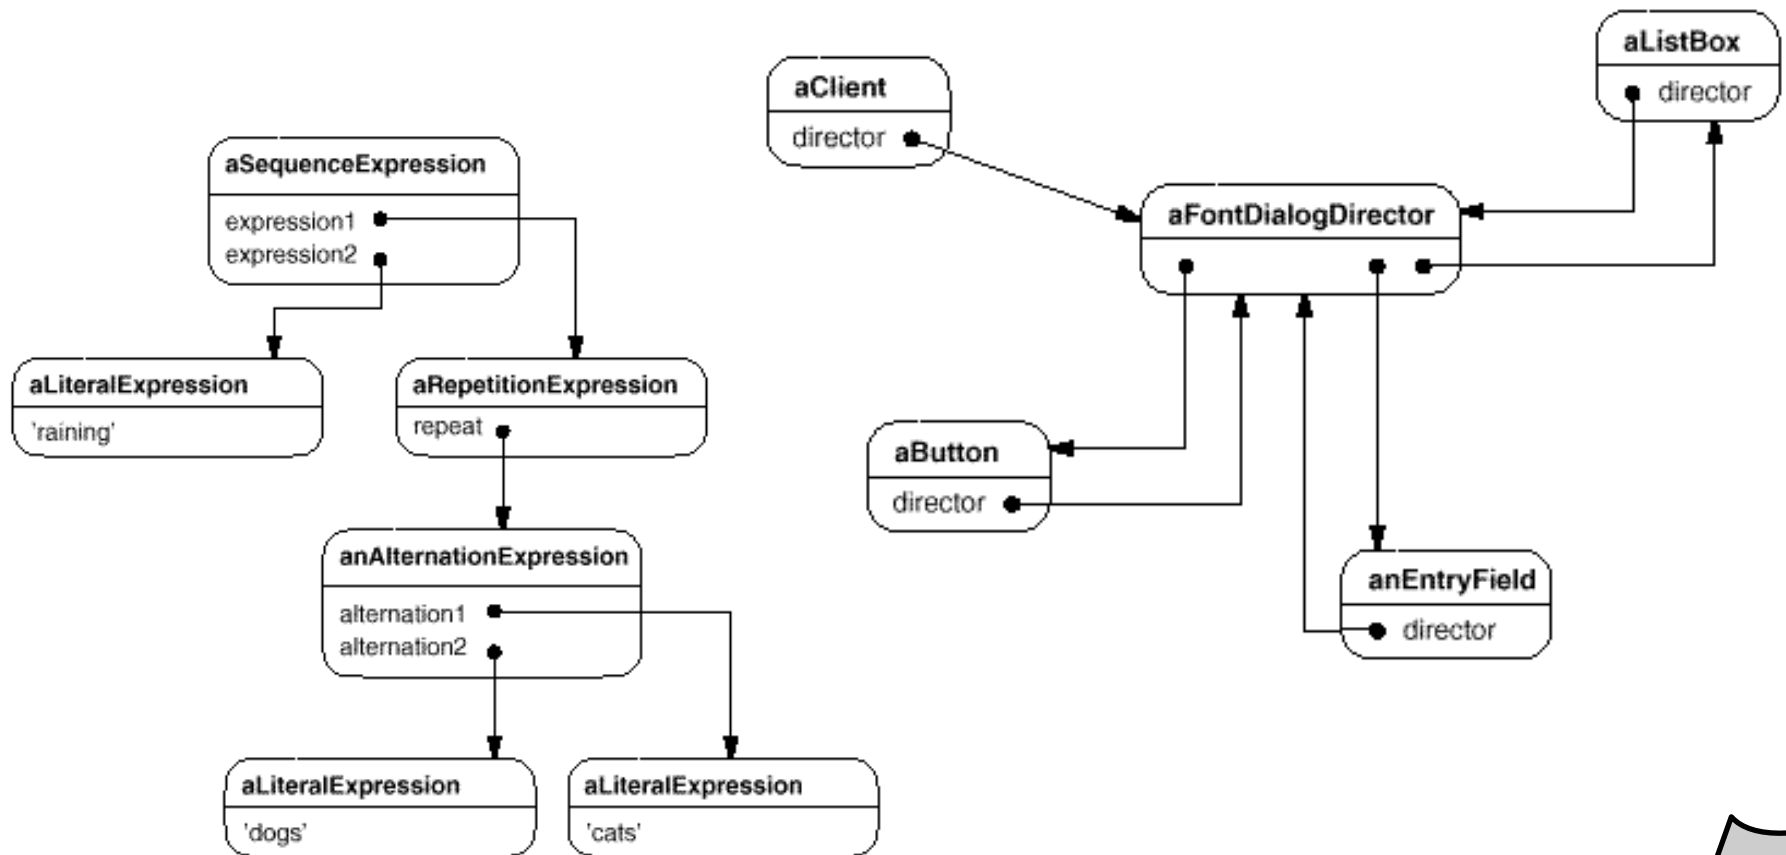 aSequenceExpression
expression1
expression2
aLiteralExpression
'raining'
aRepetitionExpression
repeat
anAlternationExpression
alternation1
alternation2
aLiteralExpression
'dogs'
aLiteralExpression
'cats'
aClient
director
aListBox
director
aFontDialogDirector
aButton
director
anEntryField
director